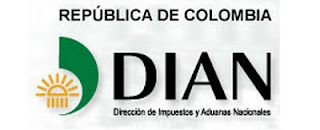 REPÚBLICA DE COLOMBIA
DIAN
Dirección de Impuestos y Aduanas Nacionales